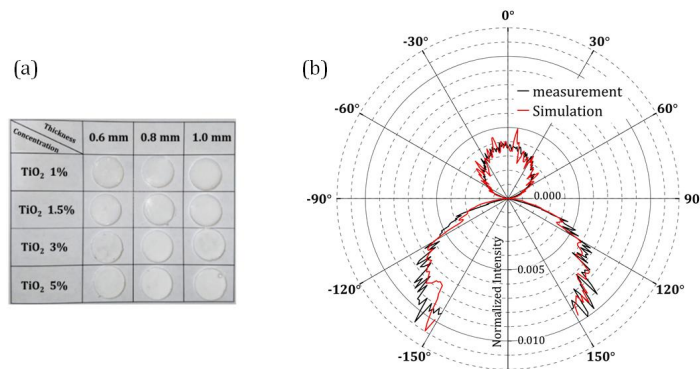 (a)
Thickness
Concentration
0.6 mm
0.8 mm
1.0 mm
TiO2 1%
TiO2 1.5%
TiO2 3%
TiO2 5%
(b)
0°
-30°
30°
measurement
Simulation
-60°
60°
-90°
0.000
90
Normalized Intensity
0.005
-120°
120°
0.010
-150°
150°